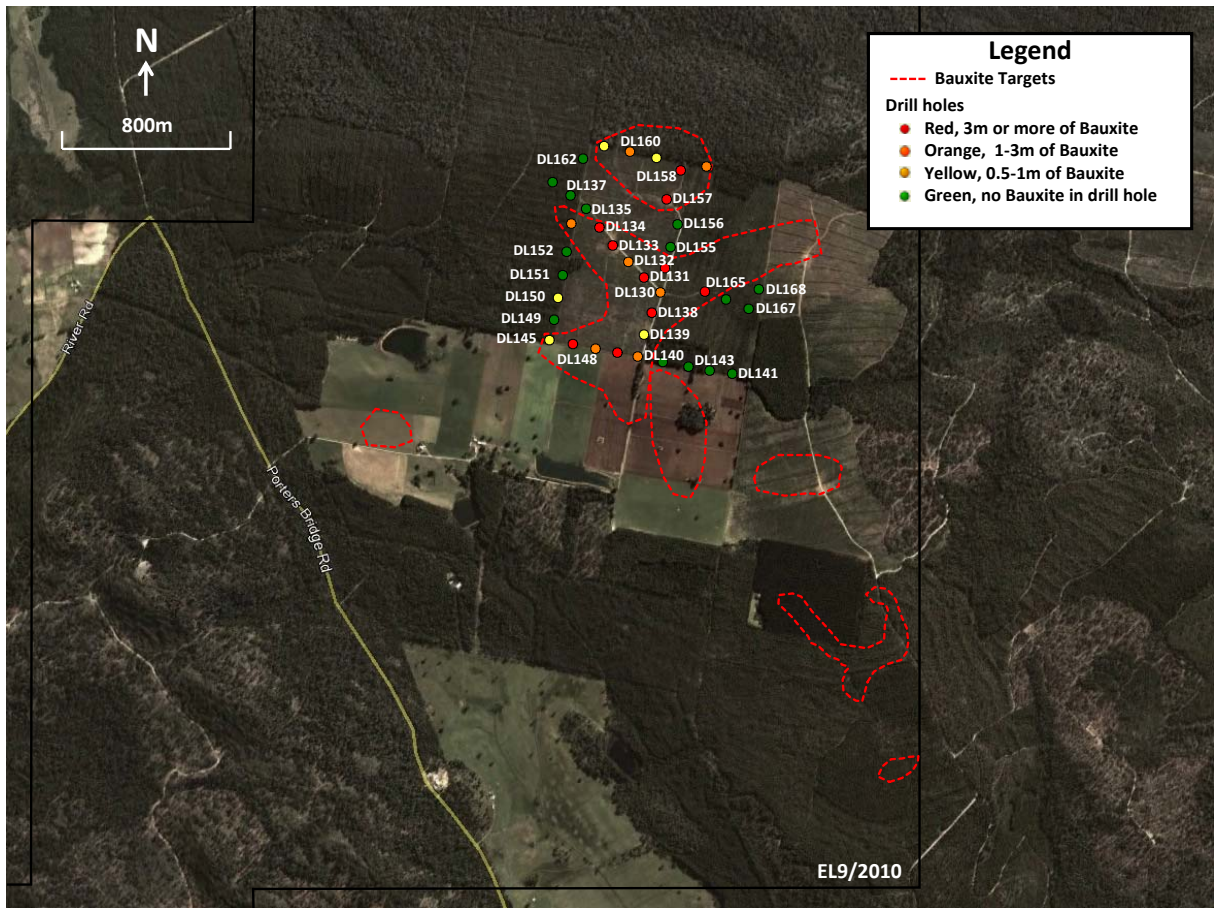 N
800m
Legend
Bauxite Targets
Drill holes
Red, 3m or more of Bauxite
Orange, 1-3m of Bauxite
Yellow, 0.5-1m of Bauxite
Green, no Bauxite in drill hole
DL160
DL162
DL158
DL137
DL157
DL135
DL156
DL134
DL155
DL133
DL152
DL132
DL131
DL151
DL165
DL168
DL130
DL150
DL167
DL138
DL149
DL139
DL145
DL148
DL140
DL143
DL141
River Rd
Porters Bridge Rd
EL9/2010